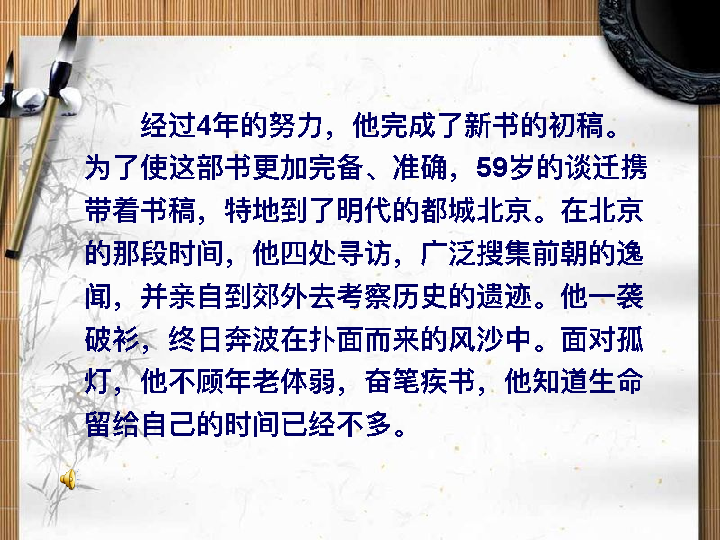 经过4年的努力，他完成了新书的初稿。
为了使这部书更加完备、准确，59岁的谈迁携
带着书稿，特地到了明代的都城北京。在北京
的那段时间，他四处寻访，广泛搜集前朝的逸
闻，并亲自到郊外去考察历史的遗迹。他一袭
破衫，终日奔波在扑面而来的风沙中。面对孤
灯，他不顾年老体弱，奋笔疾书，他知道生命
留给自己的时间已经不多。